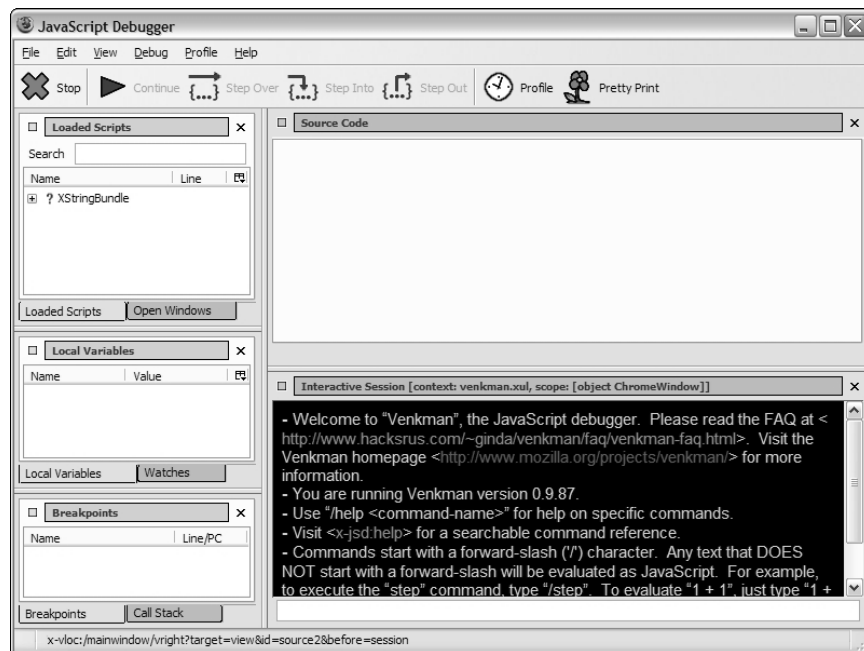 JavaScript Debugger
File Edit View Debug Profile Help
Stop Continue {...} Step Over {...} Step Into {...} Step Out Profile Pretty Print
Loaded Scripts
Search
Name Line
? XStringBundle
Loaded Scripts Open Windows
Local Variables
Name Value
Local Variables Watches
Breakpoints
Name Line/PC
Breakpoints Call Stack
Source Code
Interactive Session [context: venkman.xul, scope: [object ChromeWindow]]
- Welcome to “Venkman”, the JavaScript debugger. Please read the FAQ at <
http://www.hacksrus.com/~ginda/venkman/faq/venkman-faq.html>. Visit the
Venkman homepage <http://www.mozilla.org/projects/venkman/> for more
information.
- You are running Venkman version 0.9.87.
- Use “/help <command-name>” for help on specific commands.
- Visit <x-jsd:help> for a searchable command reference.
- Commands start with a forward-slash ('/') character. Any text that DOES
NOT start with a forward-slash will be evaluated as JavaScript. For example,
to execute the “step” command, type “/step”. To evaluate “1 + 1”, just type “1 +
x-vloc:/mainwindow/vright?target=view&id=source2&before=session